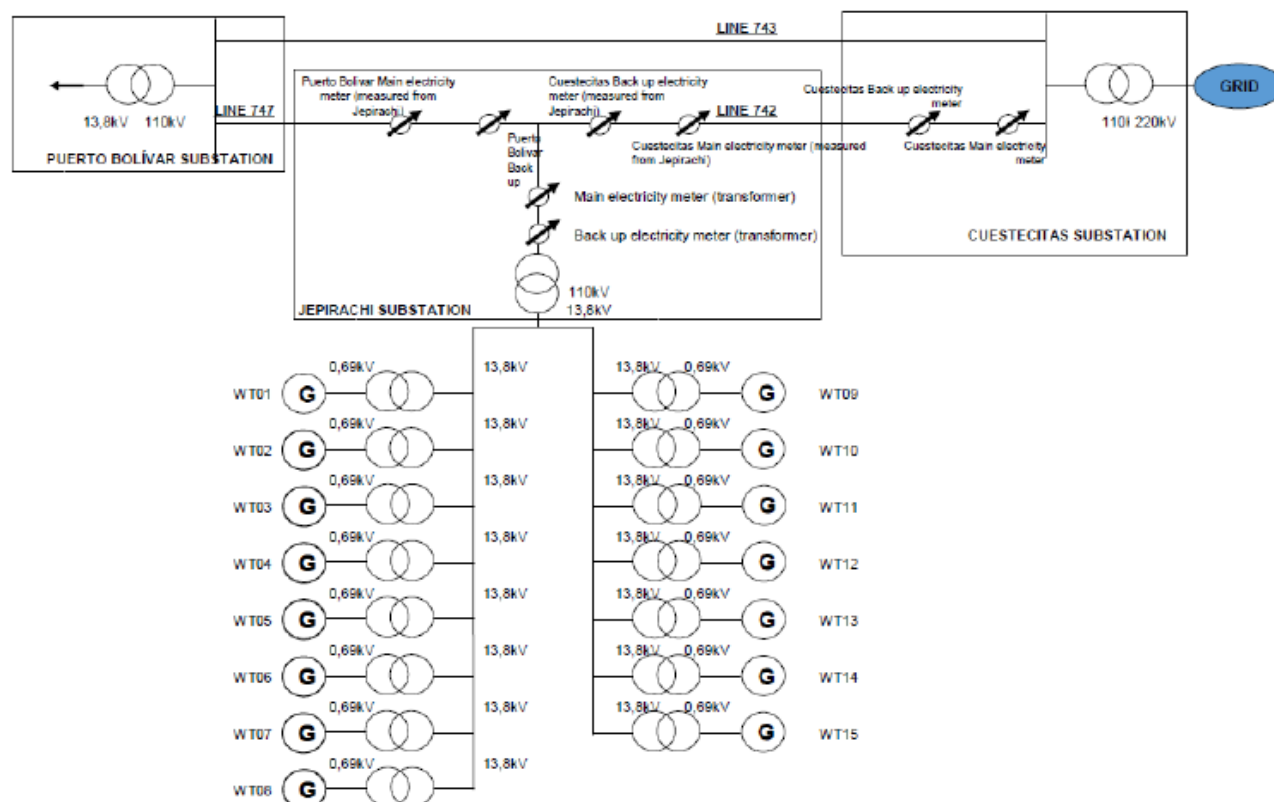 LINE 743
Puerto Bolivar Main electricity
meter (measured from
Jepirachi)
Cuestecitas Back up electricity
meter (measured from
Jepirachi)
Cuestecitas Back up electricity
meter
GRID
13,8kV
110kV
LINE 747
LINE 742
220kV
PUERTO BOLÍVAR SUBSTATION
Puerto
Bolivar
Back
up
Cuestecitas Main electricity meter (measured
from Jepirachi)
Cuestecitas Main electricity
meter
Main electricity meter (transformer)
Back up electricity meter (transformer)
CUESTECITAS SUBSTATION
110kV
JEPIRACHI SUBSTATION
13,8kV
0,69kV 13,8kV 13,8kV 0,69kV
WT01 G G WT09
0,69kV 13,8kV 13,8kV 0,69kV
WT02 G G WT10
0,69kV 13,8kV 13,8kV 0,69kV
WT03 G G WT11
0,69kV 13,8kV 13,8kV 0,69kV
WT04 G G WT12
0,69kV 13,8kV 13,8kV 0,69kV
WT05 G G WT13
0,69kV 13,8kV 13,8kV 0,69kV
WT06 G G WT14
0,69kV 13,8kV 13,8kV 0,69kV
WT07 G G WT15
0,69kV 13,8kV
WT08 G